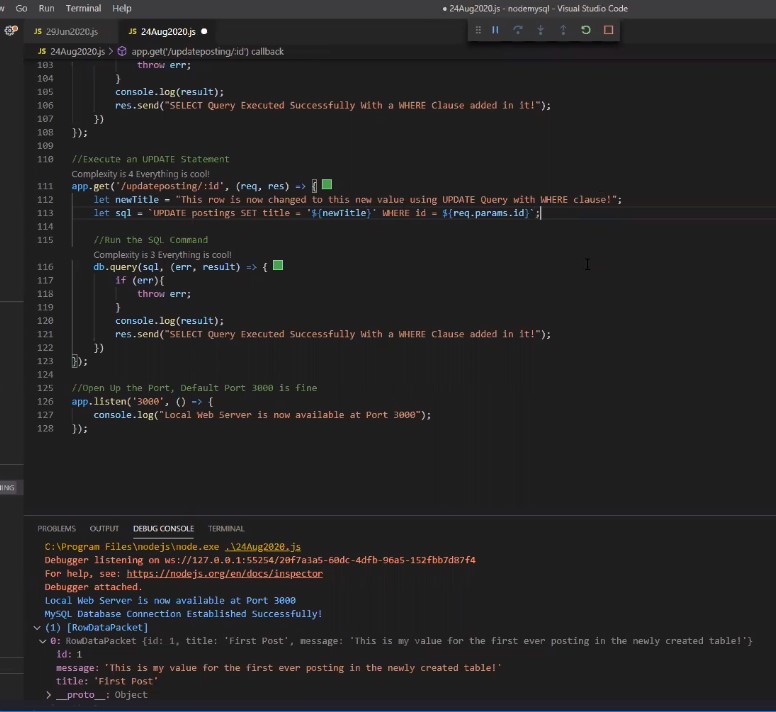 w Go Run Terminal Help
● 24Aug2020.js - nodemysql - Visual Studio Code
29Jun2020.js 24Aug2020.js
24Aug2020.js > app.get('/updateposting/:id') callback
103 throw err;
104 }
105 console.log(result);
106 res.send("SELECT Query Executed Successfully With a WHERE Clause added in it!");
107 })
108 });
109
110 //Execute an UPDATE Statement
Complexity is 4 Everything is cool!
111 app.get('/updateposting/:id', (req, res) => {
112 let newTitle = "This row is now changed to this new value using UPDATE Query with WHERE clause!";
113 let sql = `UPDATE postings SET title = '${newTitle}' WHERE id = ${req.params.id}`;
114
115 //Run the SQL Command
Complexity is 3 Everything is cool!
116 db.query(sql, (err, result) => {
117 if (err){
118 throw err;
119 }
120 console.log(result);
121 res.send("SELECT Query Executed Successfully With a WHERE Clause added in it!");
122 })
123 });
124
125 //Open Up the Port, Default Port 3000 is fine
126 app.listen('3000', () => {
127 console.log("Local Web Server is now available at Port 3000");
128 });
ING
PROBLEMS OUTPUT DEBUG CONSOLE TERMINAL
C:\Program Files\nodejs\node.exe .\24Aug2020.js
Debugger listening on ws://127.0.0.1:55254/20f7a3a5-60dc-4dfb-96a5-152fbb7d87f4
For help, see: https://nodejs.org/en/docs/inspector
Debugger attached.
Local Web Server is now available at Port 3000
MySQL Database Connection Established Successfully!
(1) [RowDataPacket]
0: RowDataPacket {id: 1, title: 'First Post', message: 'This is my value for the first ever posting in the newly created table!'}
id: 1
message: 'This is my value for the first ever posting in the newly created table!'
title: 'First Post'
__proto__: Object